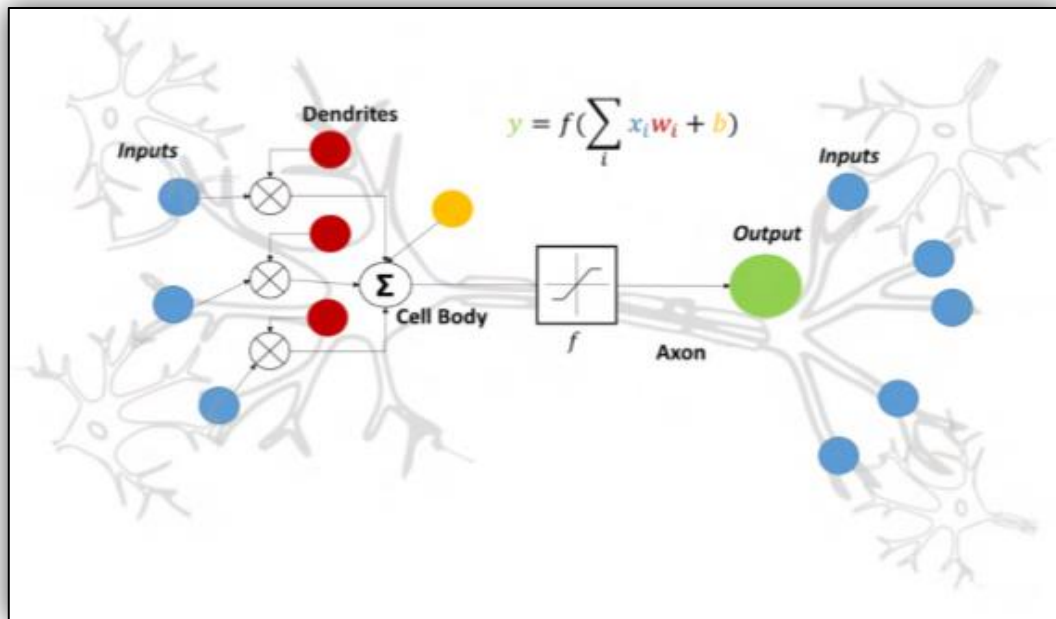 Dendrites
Inputs
y = f(∑ xᵢwᵢ + b)
i
Inputs
Output
Σ
Cell Body
f
Axon